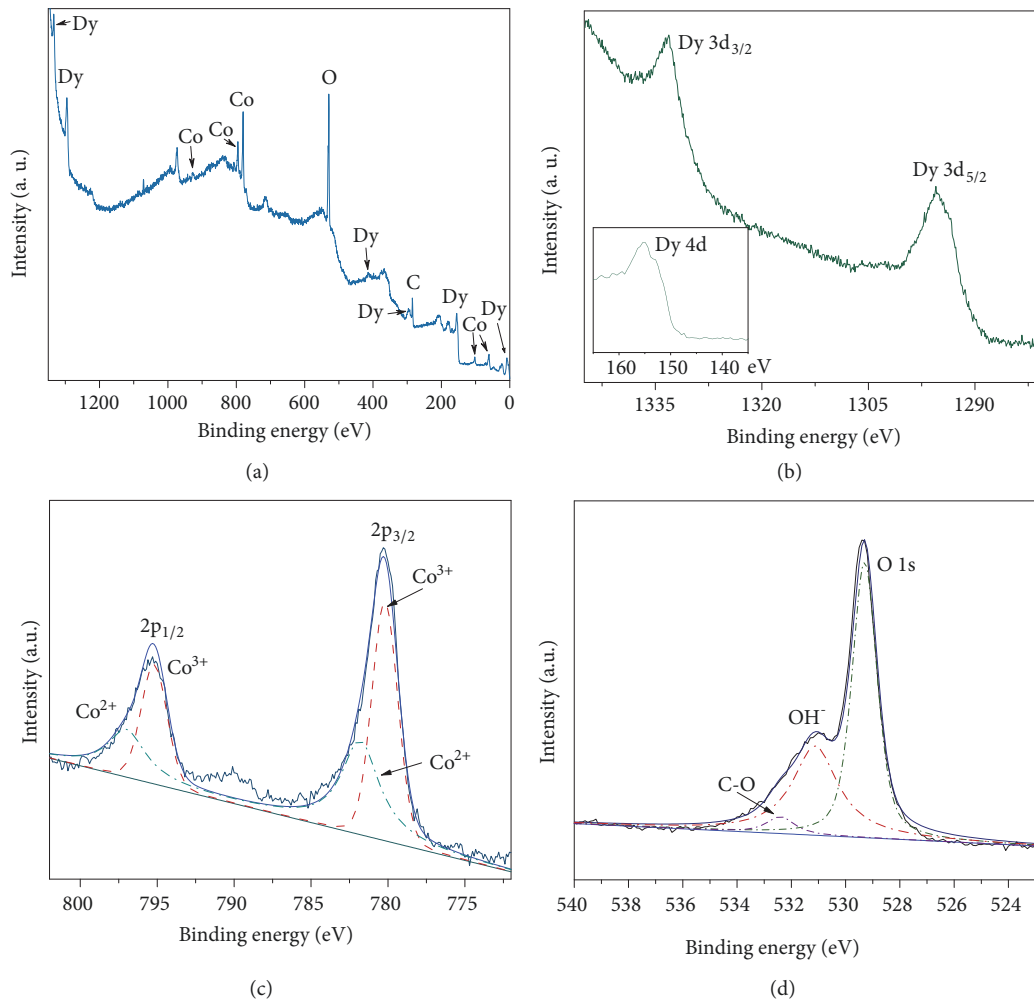 Dy
Dy
Co
Co
Co
O
Dy
Dy
C
Dy
Co
Dy
Intensity (a. u.)
1200 1000 800 600 400 200 0
Binding energy (eV)
(a)
Dy 3d3/2
Dy 3d5/2
Dy 4d
160 150 140 eV
Intensity (a. u.)
1335 1320 1305 1290
Binding energy (eV)
(b)
2p3/2
Co3+
2p1/2
Co3+
Co2+
Co2+
Intensity (a.u.)
800 795 790 785 780 775
Binding energy (eV)
(c)
O 1s
OH-
C-O
Intensity (a.u.)
540 538 536 534 532 530 528 526 524
Binding energy (eV)
(d)